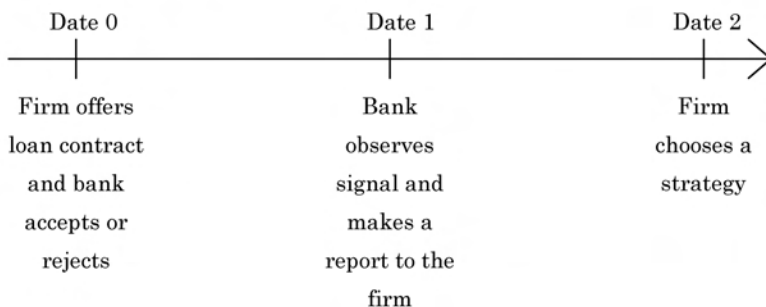 Date 0
Date 1
Date 2
Firm offers
loan contract
and bank
accepts or
rejects
Bank
observes
signal and
makes a
report to the
firm
Firm
chooses a
strategy